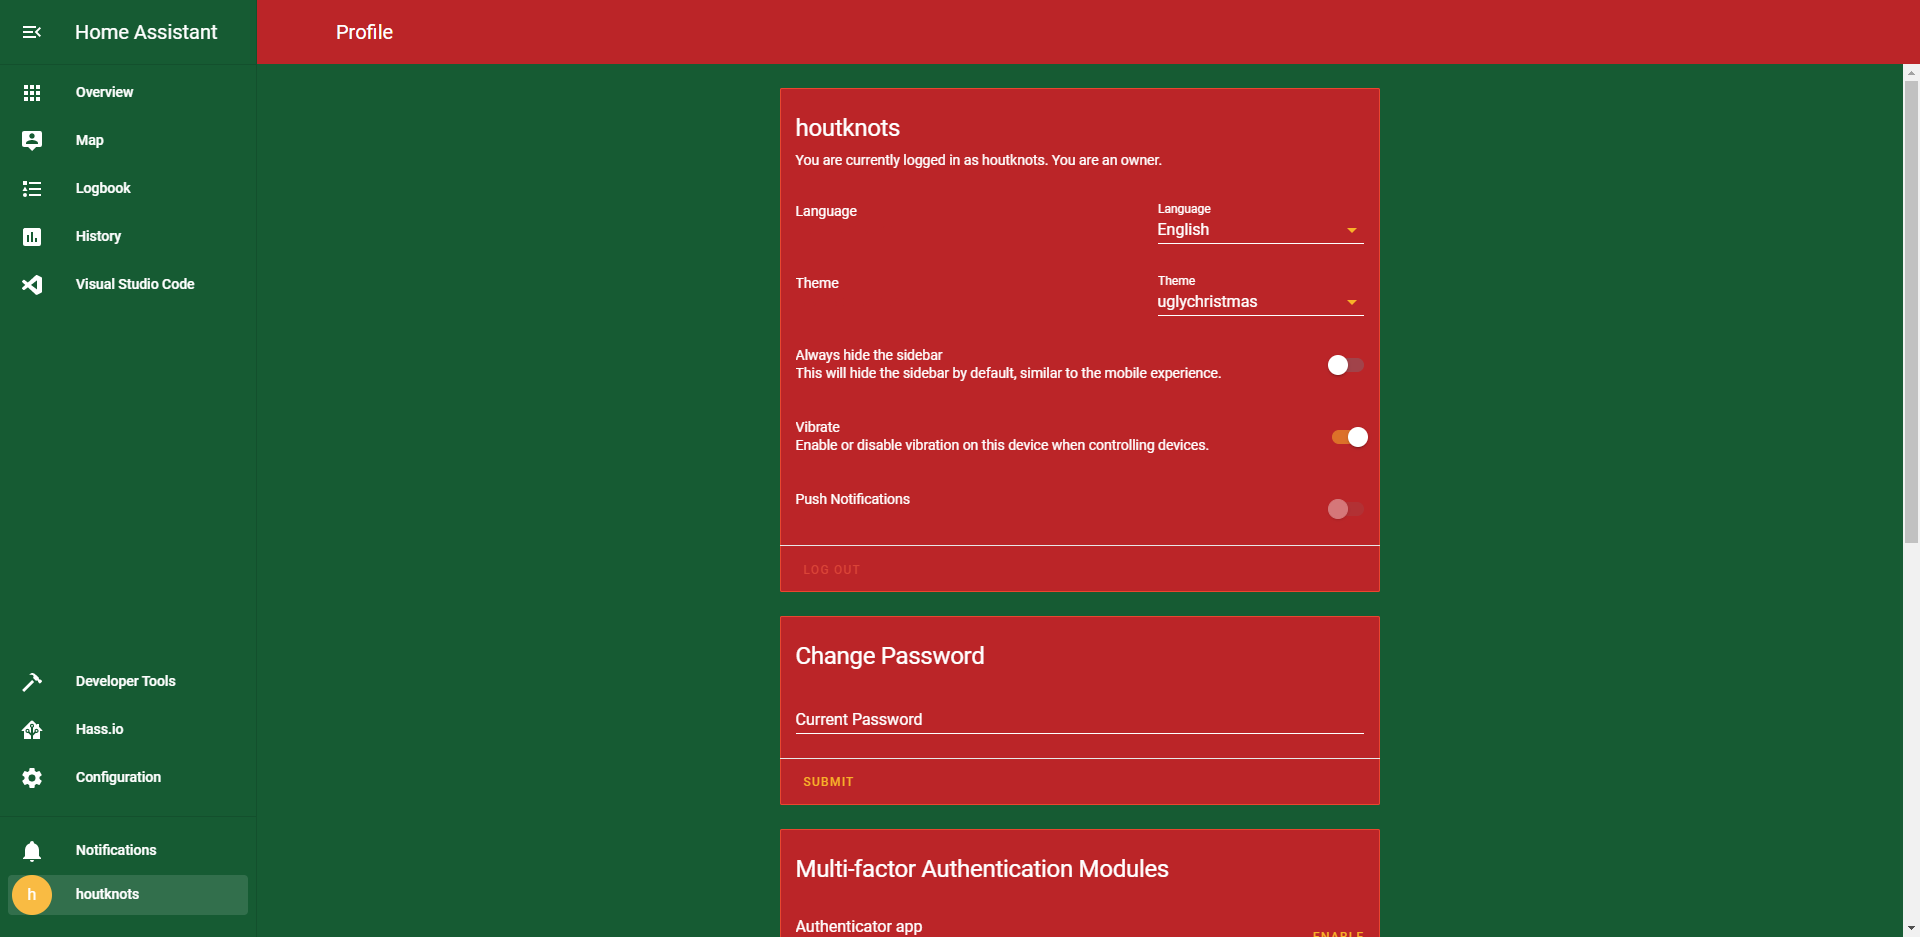 Home Assistant
Profile
Overview
Map
Logbook
History
Visual Studio Code
Developer Tools
Hass.io
Configuration
Notifications
h
houtknots
houtknots
You are currently logged in as houtknots. You are an owner.
Language
Language
English
Theme
Theme
uglychristmas
Always hide the sidebar
This will hide the sidebar by default, similar to the mobile experience.
Vibrate
Enable or disable vibration on this device when controlling devices.
Push Notifications
LOG OUT
Change Password
Current Password
SUBMIT
Multi-factor Authentication Modules
Authenticator app
ENABLE